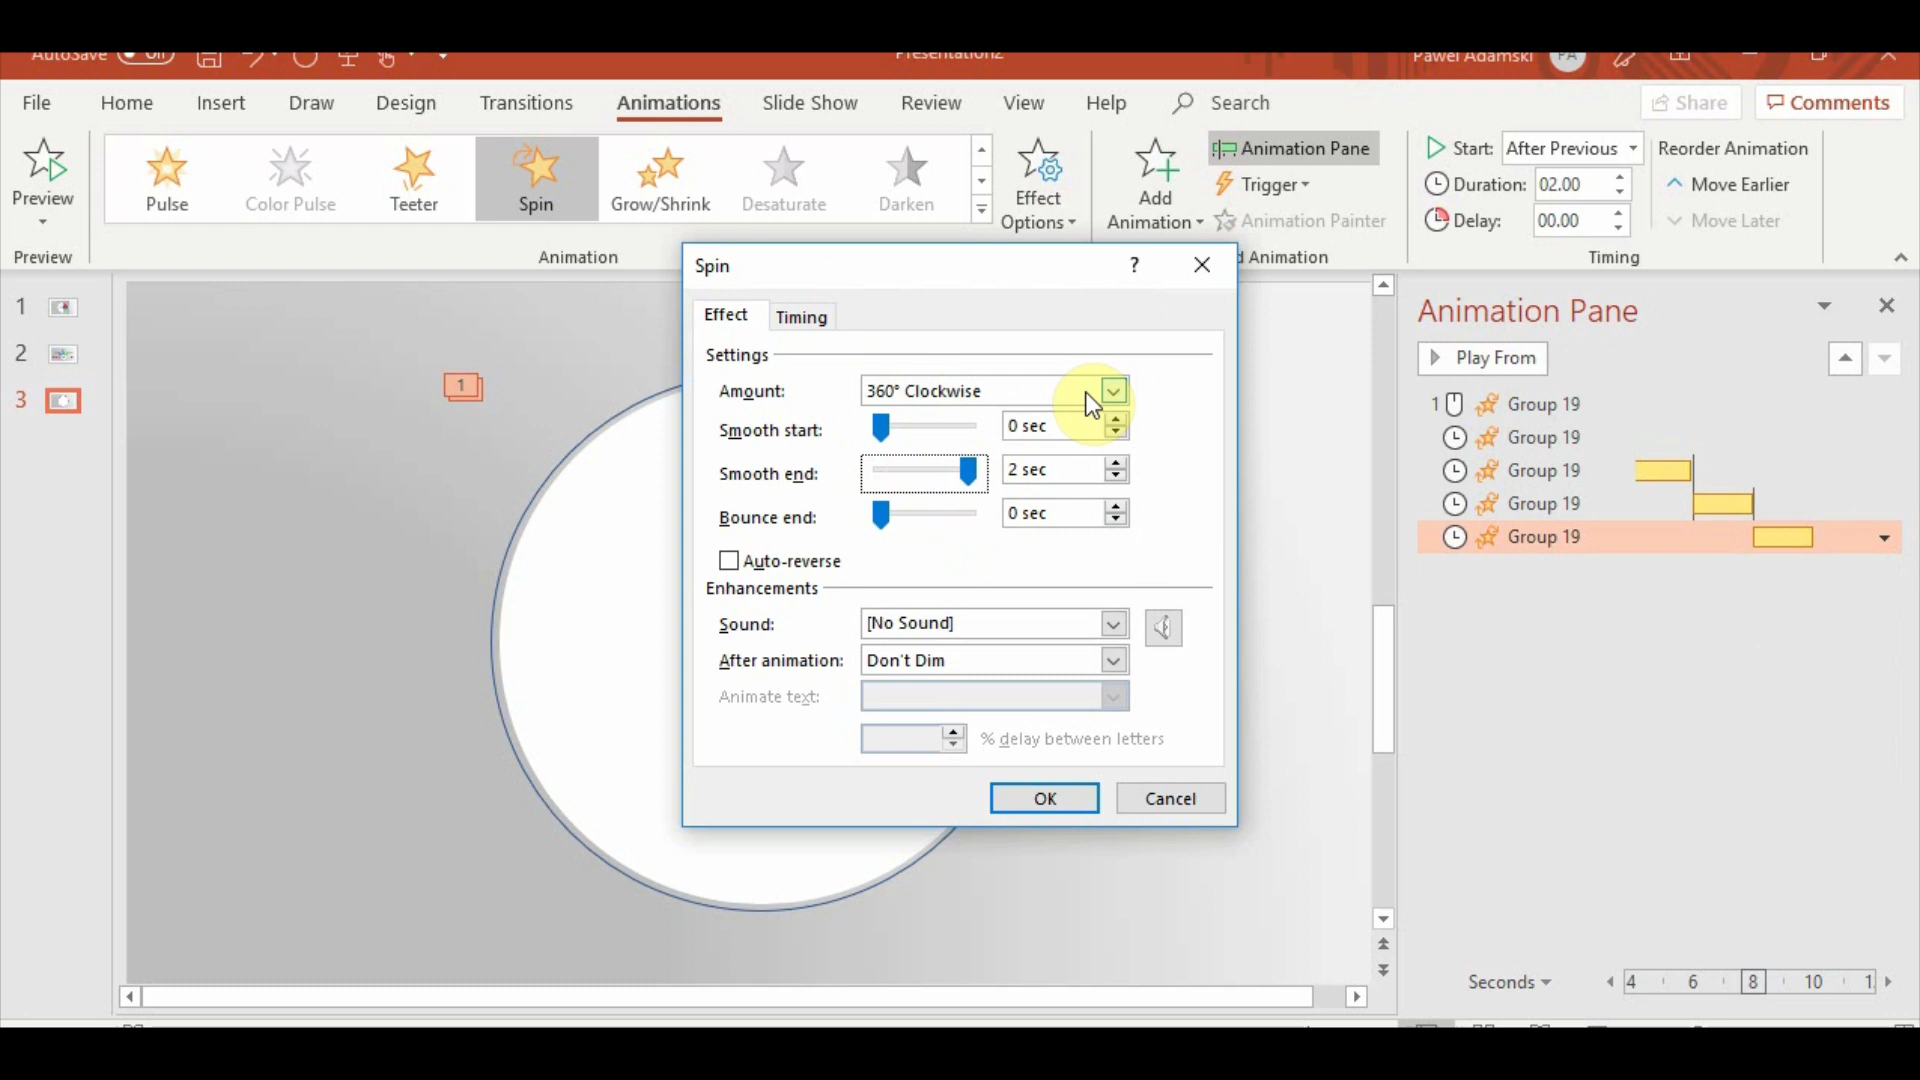 AutoSave Off
Presentation2
Pawel Adamski PA
File Home Insert Draw Design Transitions Animations Slide Show Review View Help Search Share Comments
Preview
Pulse
Color Pulse
Teeter
Spin
Grow/Shrink
Desaturate
Darken
Effect
Options
Add
Animation
Animation Pane
Trigger
Animation Painter
Start: After Previous
Duration: 02.00
Delay: 00.00
Reorder Animation
Move Earlier
Move Later
Preview
Animation
d Animation
Timing
1
2
3
1
Spin
?
Effect
Timing
Settings
Amount: 360° Clockwise
Smooth start: 0 sec
Smooth end: 2 sec
Bounce end: 0 sec
Auto-reverse
Enhancements
Sound: [No Sound]
After animation: Don't Dim
Animate text:
% delay between letters
OK
Cancel
Animation Pane
Play From
1 Group 19
Group 19
Group 19
Group 19
Group 19
Seconds
4 6 8 10 1